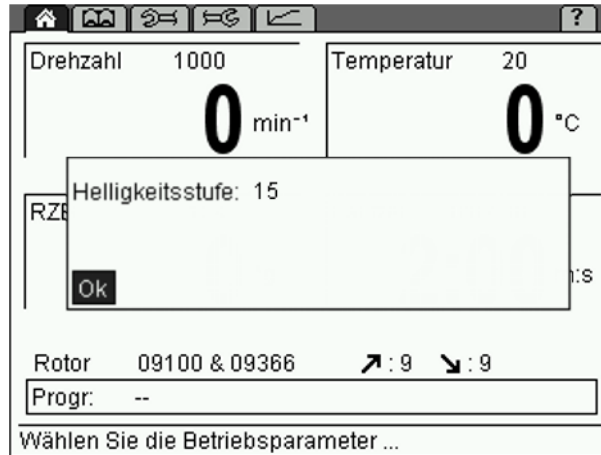 ?
Drehzahl 1000 Temperatur 20
0 min⁻¹ 0 °C
Helligkeitsstufe: 15
Ok
Rotor 09100 & 09366 ↗: 9 ↘: 9
Progr: --
Wählen Sie die Betriebsparameter ...